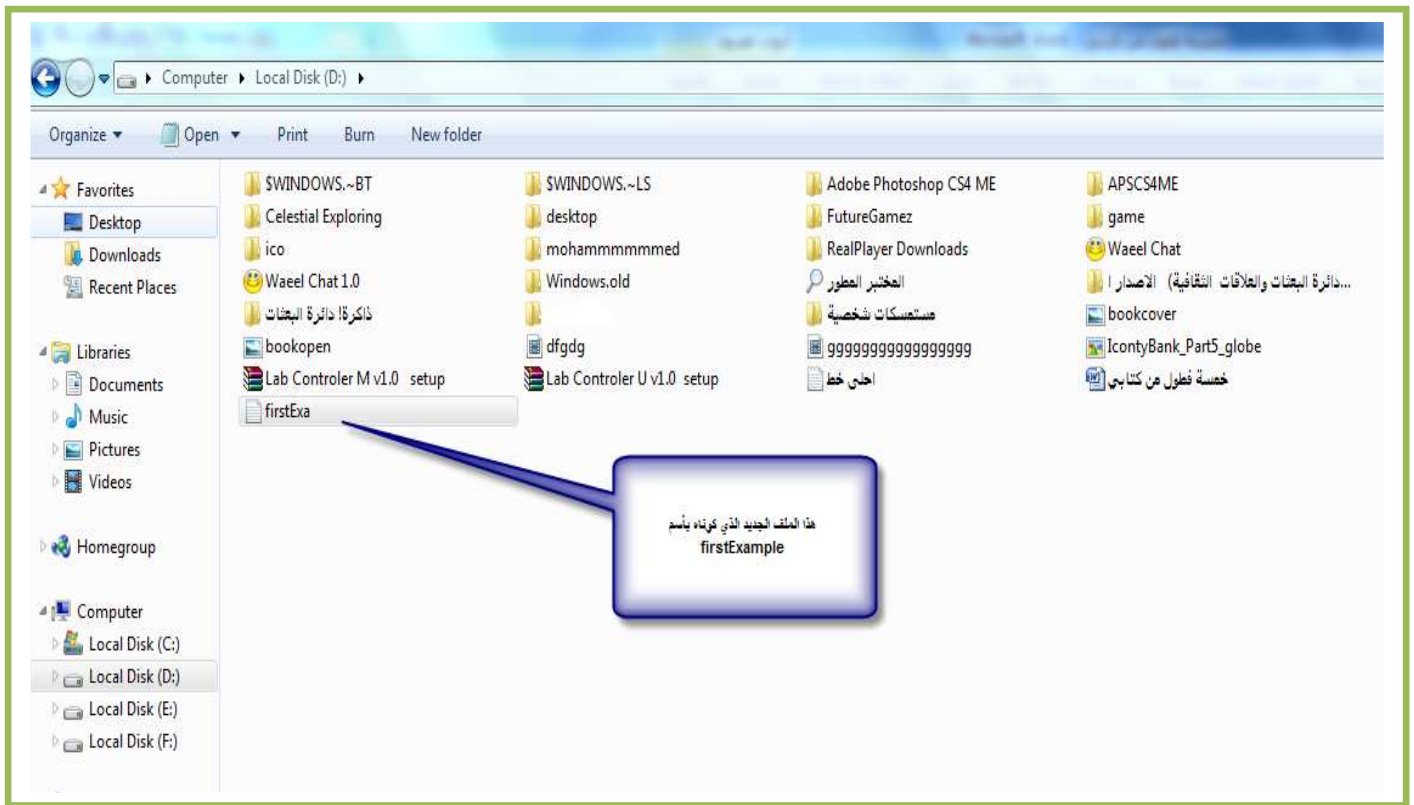 Computer ▸ Local Disk (D:) ▸
Organize Open Print Burn New folder
Favorites
Desktop
Downloads
Recent Places
Libraries
Documents
Music
Pictures
Videos
Homegroup
Computer
Local Disk (C:)
Local Disk (D:)
Local Disk (E:)
Local Disk (F:)
$WINDOWS.~BT
$WINDOWS.~LS
Adobe Photoshop CS4 ME
APSCS4ME
Celestial Exploring
desktop
FutureGamez
game
ico
mohammmmmmed
RealPlayer Downloads
Waeel Chat
Waeel Chat 1.0
Windows.old
المختبر المطور
دائرة البعثات والعلاقات الثقافية) الاصدار ا...
ذاكرة! دائرة البعثات
مستمسكات شخصية
bookcover
bookopen
dfgdg
ggggggggggggggggg
IcontyBank_Part5_globe
Lab Controler M v1.0 setup
Lab Controler U v1.0 setup
احلى خط
خمسة فطول من كتابي
firstExa
هذا الملف الجديد الذي كوناه بأسم
firstExample